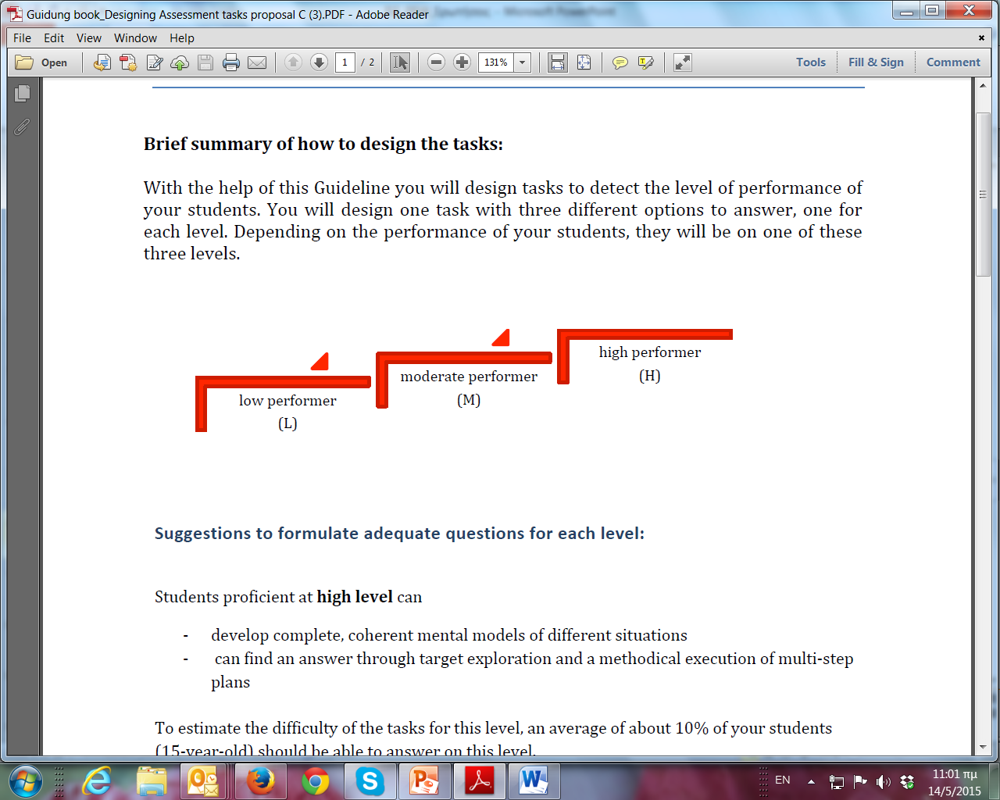 Guidung book_Designing Assessment tasks proposal C (3).PDF - Adobe Reader
File Edit View Window Help
Open 1 / 2 131% Tools Fill & Sign Comment
Brief summary of how to design the tasks:
With the help of this Guideline you will design tasks to detect the level of performance of
your students. You will design one task with three different options to answer, one for
each level. Depending on the performance of your students, they will be on one of these
three levels.
high performer
(H)
moderate performer
(M)
low performer
(L)
Suggestions to formulate adequate questions for each level:
Students proficient at high level can
- develop complete, coherent mental models of different situations
- can find an answer through target exploration and a methodical execution of multi-step
plans
To estimate the difficulty of the tasks for this level, an average of about 10% of your students
(15-year-old) should be able to answer on this level.
EN
11:01 πμ
14/5/2015